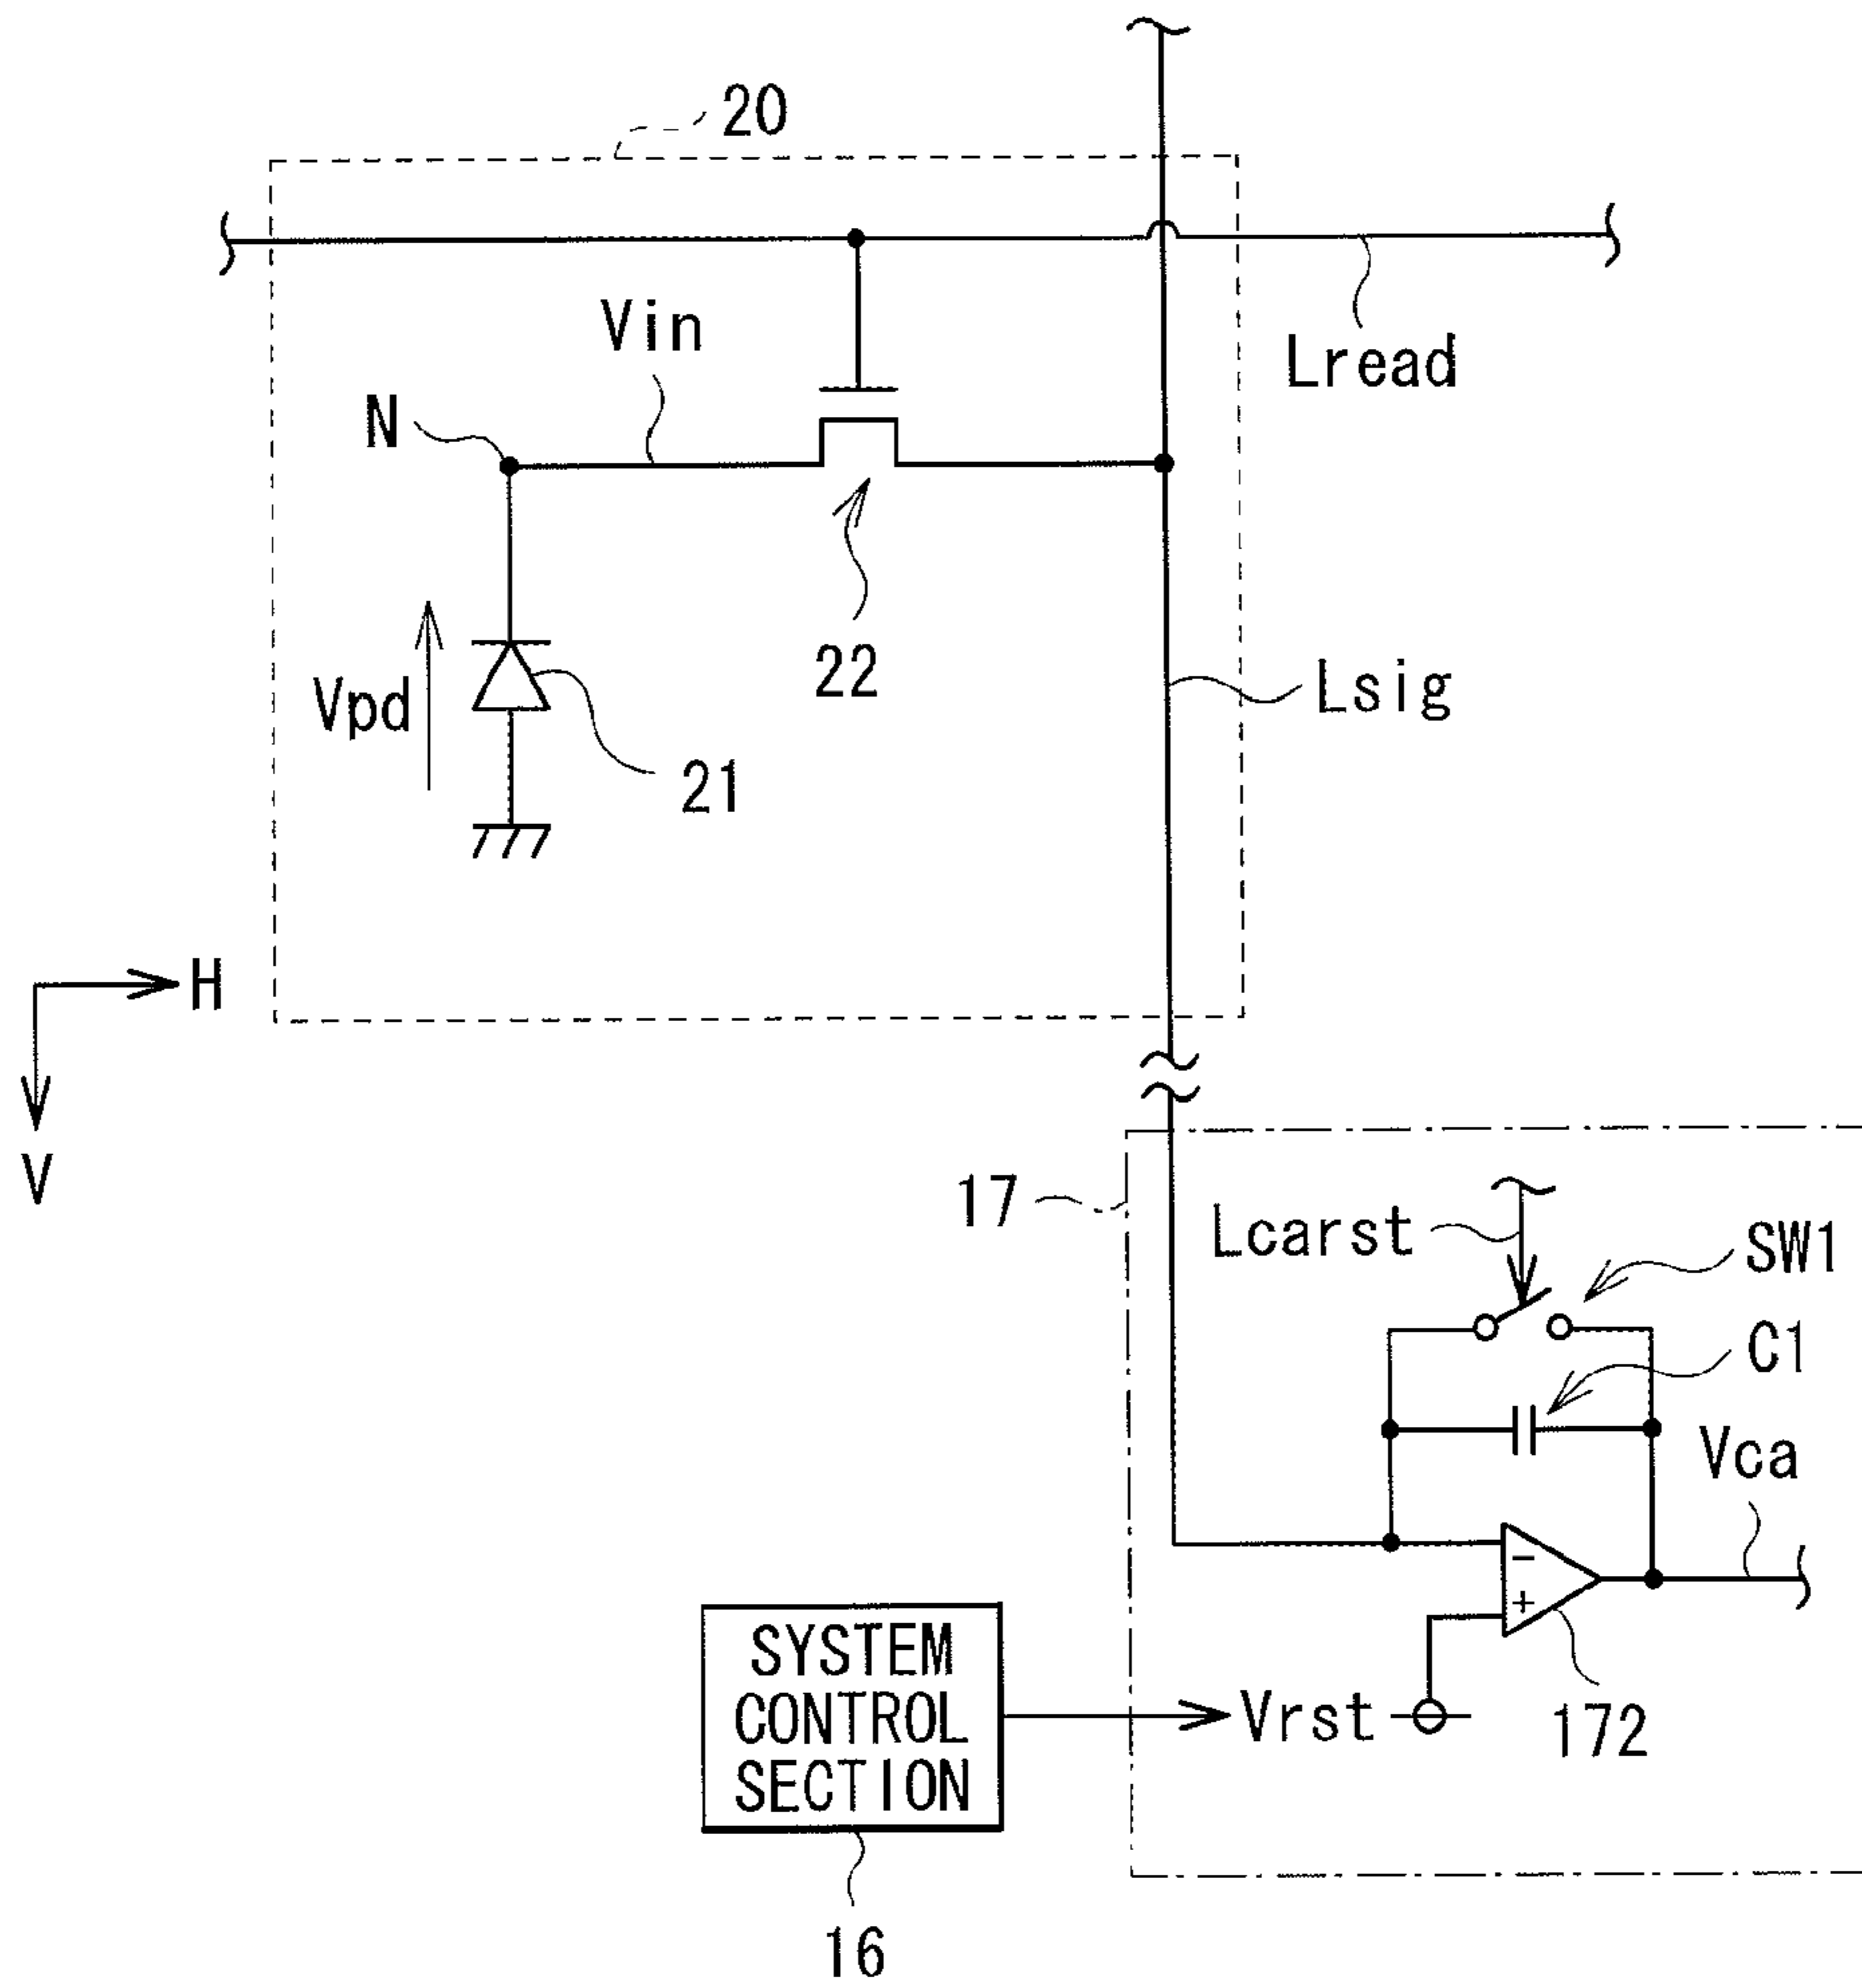 20
Vin
Lread
N
22
Vpd
Lsig
21
H
V
17
Lcarst
SW1
C1
Vca
−
+
SYSTEM
CONTROL
SECTION
Vrst
172
16